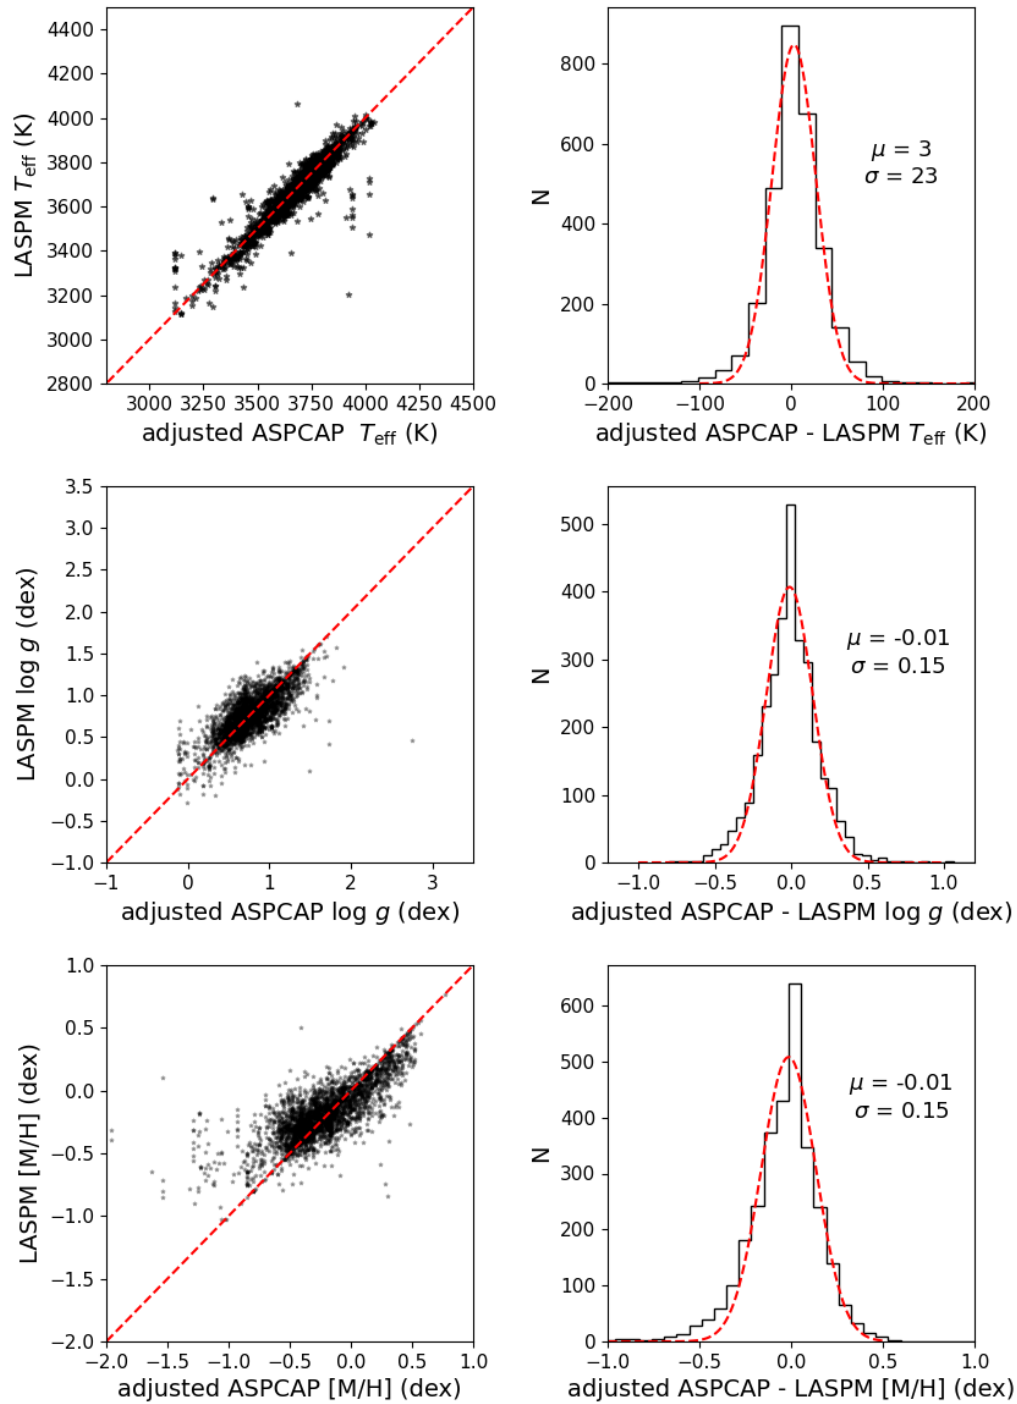 4400
4200
4000
3800
3600
3400
3200
3000
2800
LASPM Teff (K)
3000 3250 3500 3750 4000 4250 4500
adjusted ASPCAP Teff (K)
800
600
400
200
0
N
μ = 3
σ = 23
−200 −100 0 100 200
adjusted ASPCAP - LASPM Teff (K)
3.5
3.0
2.5
2.0
1.5
1.0
0.5
0.0
−0.5
−1.0
LASPM log g (dex)
−1 0 1 2 3
adjusted ASPCAP log g (dex)
500
400
300
200
100
0
N
μ = -0.01
σ = 0.15
−1.0 −0.5 0.0 0.5 1.0
adjusted ASPCAP - LASPM log g (dex)
1.0
0.5
0.0
−0.5
−1.0
−1.5
−2.0
LASPM [M/H] (dex)
−2.0 −1.5 −1.0 −0.5 0.0 0.5 1.0
adjusted ASPCAP [M/H] (dex)
600
500
400
300
200
100
0
N
μ = -0.01
σ = 0.15
−1.0 −0.5 0.0 0.5 1.0
adjusted ASPCAP - LASPM [M/H] (dex)